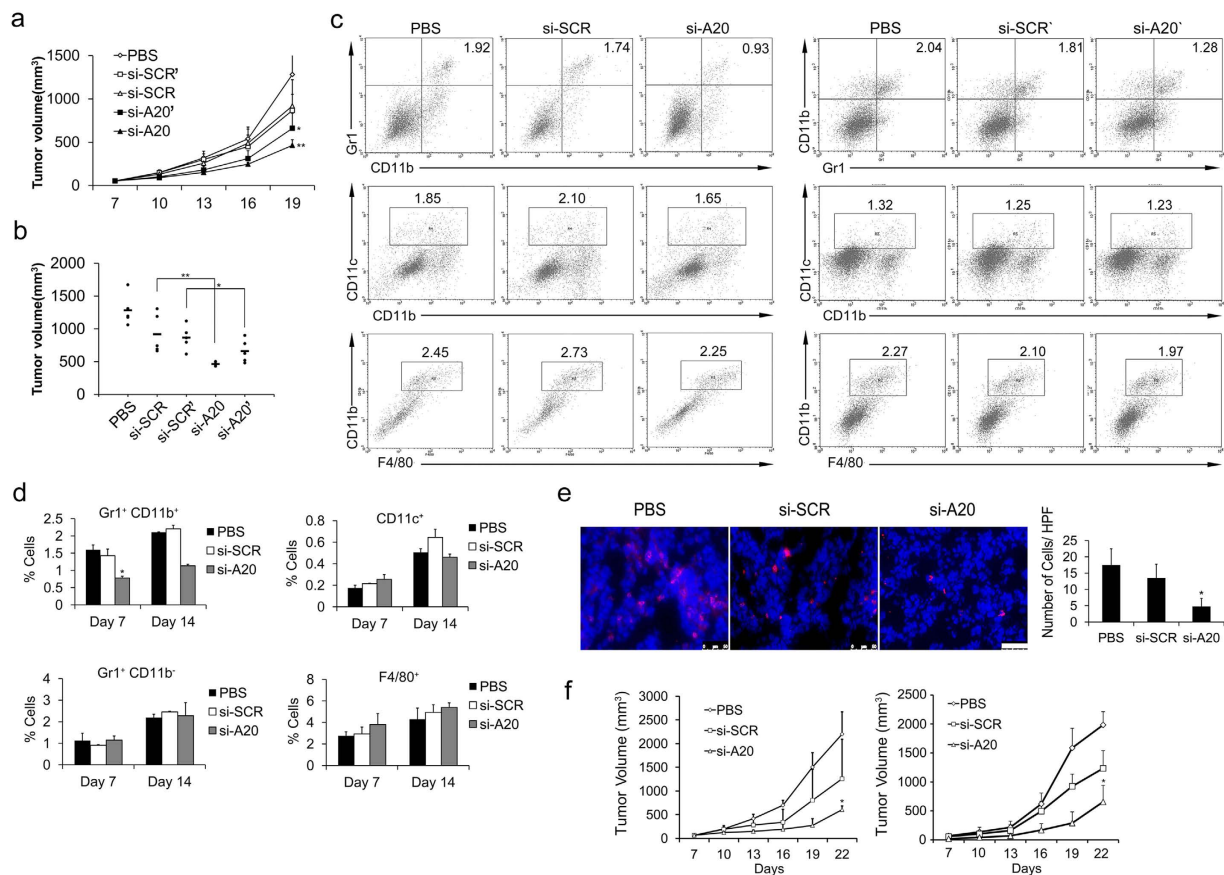 a
Tumor volume(mm³)
1500
1000
500
0
7 10 13 16 19
PBS
si-SCR’
si-SCR
si-A20’
si-A20
*
**
b
Tumor volume(mm³)
2000
1500
1000
500
0
**
*
PBS
si-SCR
si-SCR’
si-A20
si-A20’
c
PBS si-SCR si-A20
1.92 1.74 0.93
Gr1
CD11b
1.85 2.10 1.65
CD11c
CD11b
2.45 2.73 2.25
CD11b
F4/80
PBS si-SCR` si-A20`
2.04 1.81 1.28
CD11b
Gr1
1.32 1.25 1.23
CD11c
CD11b
2.27 2.10 1.97
CD11b
F4/80
d
Gr1⁺ CD11b⁺
% Cells
2.5
2
1.5
1
0.5
0
*
Day 7 Day 14
PBS
si-SCR
si-A20
CD11c⁺
% Cells
0.8
0.6
0.4
0.2
0
Day 7 Day 14
PBS
si-SCR
si-A20
Gr1⁺ CD11b⁻
% Cells
4
3
2
1
0
Day 7 Day 14
PBS
si-SCR
si-A20
F4/80⁺
% Cells
8
6
4
2
0
Day 7 Day 14
PBS
si-SCR
si-A20
e
PBS si-SCR si-A20
Number of Cells/ HPF
25
20
15
10
5
0
*
PBS si-SCR si-A20
f
Tumor Volume (mm³)
3000
2500
2000
1500
1000
500
0
7 10 13 16 19 22
Days
PBS
si-SCR
si-A20
*
Tumor Volume (mm³)
2500
2000
1500
1000
500
0
7 10 13 16 19 22
Days
PBS
si-SCR
si-A20
*